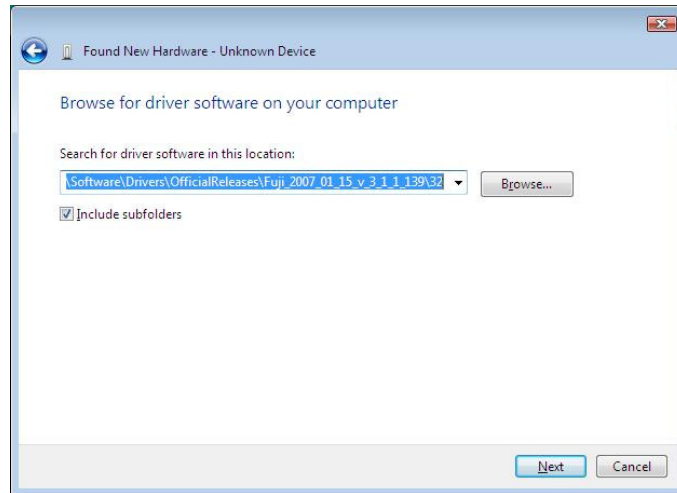 Found New Hardware - Unknown Device
Browse for driver software on your computer
Search for driver software in this location:
\Software\Drivers\OfficialReleases\Fuji_2007_01_15_v_3_1_1_139\32
Browse...
Include subfolders
Next
Cancel